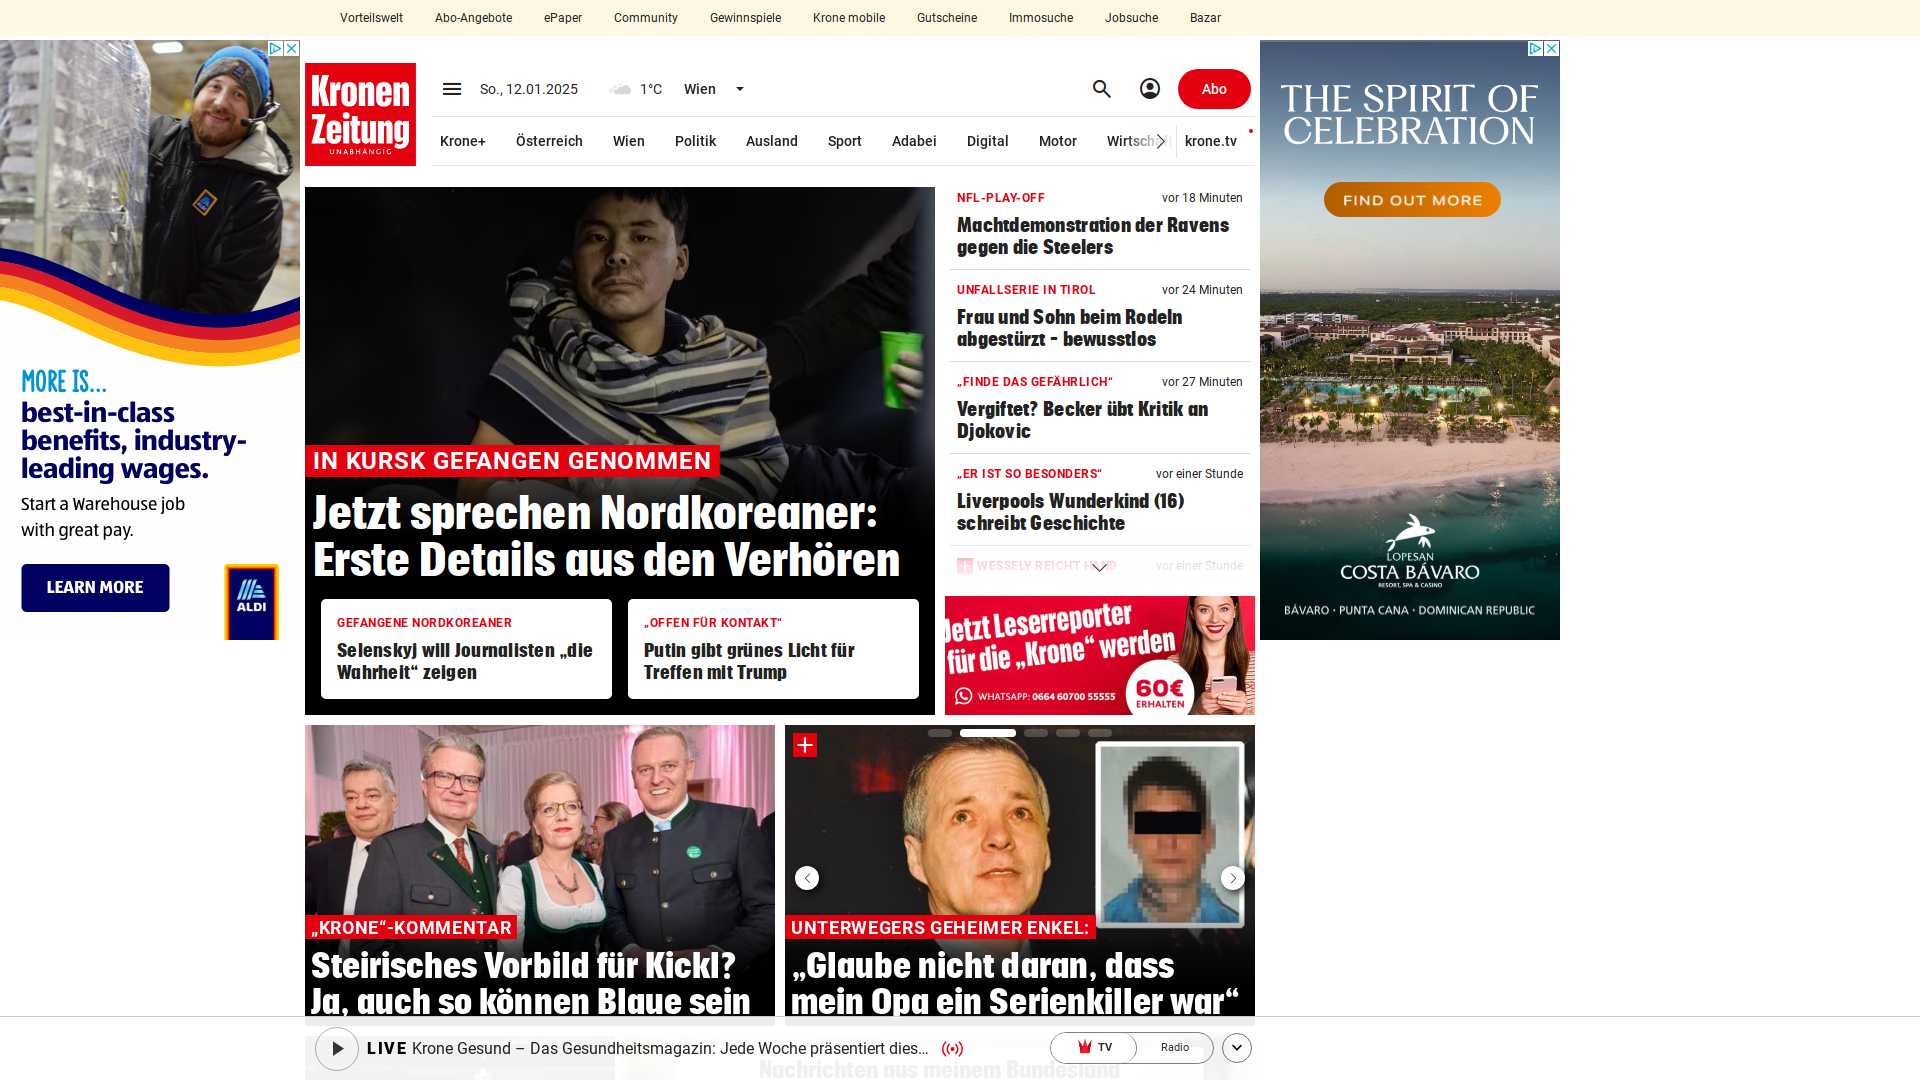 Vorteilswelt
Abo-Angebote
ePaper
Community
Gewinnspiele
Krone mobile
Gutscheine
Immosuche
Jobsuche
Bazar
Kronen
Zeitung
UNABHÄNGIG
So., 12.01.2025
1°C
Wien
Abo
Krone+
Österreich
Wien
Politik
Ausland
Sport
Adabei
Digital
Motor
Wirtschaft
krone.tv
MORE IS...
best-in-class
benefits, industry-
leading wages.
Start a Warehouse job
with great pay.
LEARN MORE
ALDI
IN KURSK GEFANGEN GENOMMEN
Jetzt sprechen Nordkoreaner:
Erste Details aus den Verhören
GEFANGENE NORDKOREANER
Selenskyj will Journalisten „die
Wahrheit“ zeigen
„OFFEN FÜR KONTAKT“
Putin gibt grünes Licht für
Treffen mit Trump
NFL-PLAY-OFF
vor 18 Minuten
Machtdemonstration der Ravens
gegen die Steelers
UNFALLSERIE IN TIROL
vor 24 Minuten
Frau und Sohn beim Rodeln
abgestürzt – bewusstlos
„FINDE DAS GEFÄHRLICH“
vor 27 Minuten
Vergiftet? Becker übt Kritik an
Djokovic
„ER IST SO BESONDERS“
vor einer Stunde
Liverpools Wunderkind (16)
schreibt Geschichte
WESSELY REICHT HAND
vor einer Stunde
Jetzt Leserreporter
für die „Krone“ werden
WHATSAPP: 0664 60700 55555
60€
ERHALTEN
THE SPIRIT OF
CELEBRATION
FIND OUT MORE
LOPESAN
COSTA BÁVARO
RESORT, SPA & CASINO
BÁVARO · PUNTA CANA · DOMINICAN REPUBLIC
„KRONE“-KOMMENTAR
Steirisches Vorbild für Kickl?
Ja, auch so können Blaue sein
UNTERWEGERS GEHEIMER ENKEL:
„Glaube nicht daran, dass
mein Opa ein Serienkiller war“
LIVE Krone Gesund – Das Gesundheitsmagazin: Jede Woche präsentiert dies...
TV
Radio
Nachrichten aus meinem Bundesland